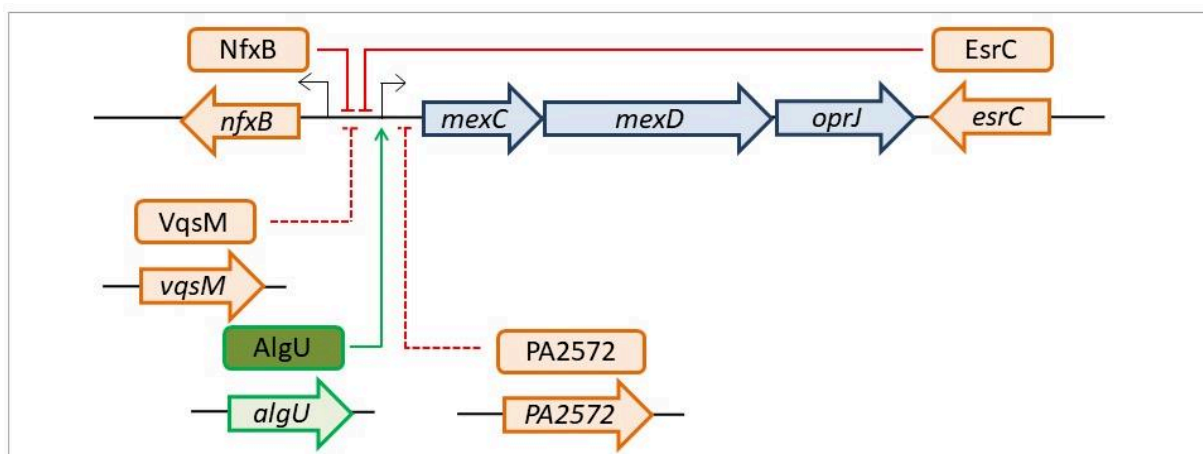 NfxB
EsrC
nfxB
mexC
mexD
oprJ
esrC
VqsM
vqsM
AlgU
PA2572
algU
PA2572